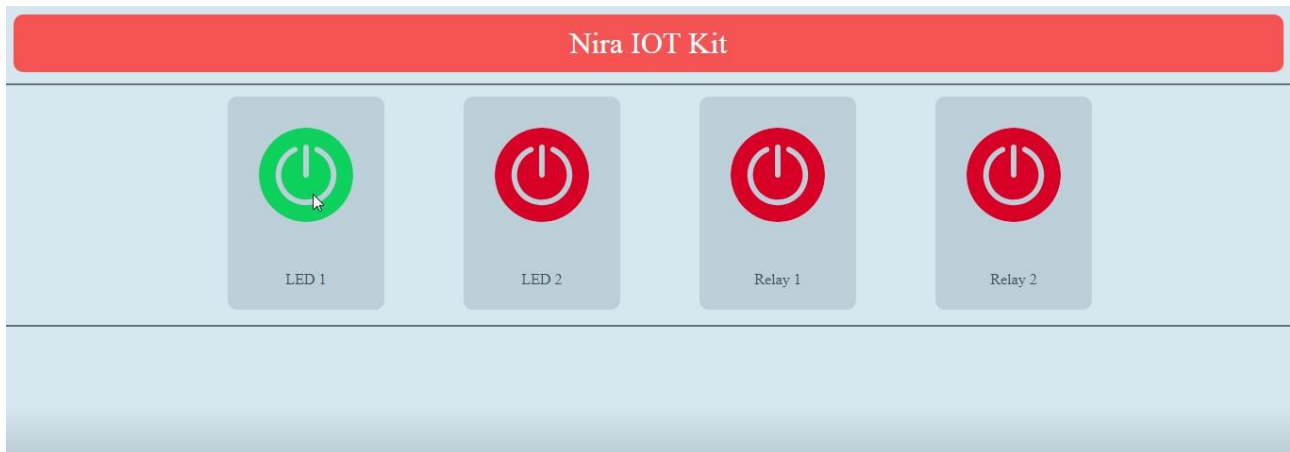 Nira IOT Kit
LED 1
LED 2
Relay 1
Relay 2